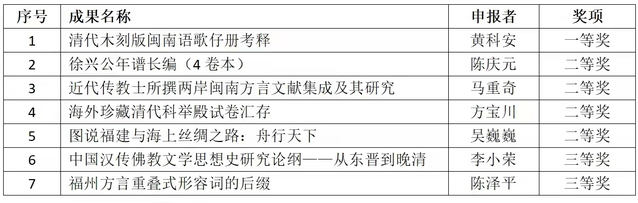 序号 成果名称 申报者 奖项
1 清代木刻版闽南语歌仔册考释 黄科安 一等奖
2 徐兴公年谱长编（4 卷本） 陈庆元 二等奖
3 近代传教士所撰两岸闽南方言文献集成及其研究 马重奇 二等奖
4 海外珍藏清代科举殿试卷汇存 方宝川 二等奖
5 图说福建与海上丝绸之路：舟行天下 吴巍巍 二等奖
6 中国汉传佛教文学思想史研究论纲——从东晋到晚清 李小荣 三等奖
7 福州方言重叠式形容词的后缀 陈泽平 三等奖